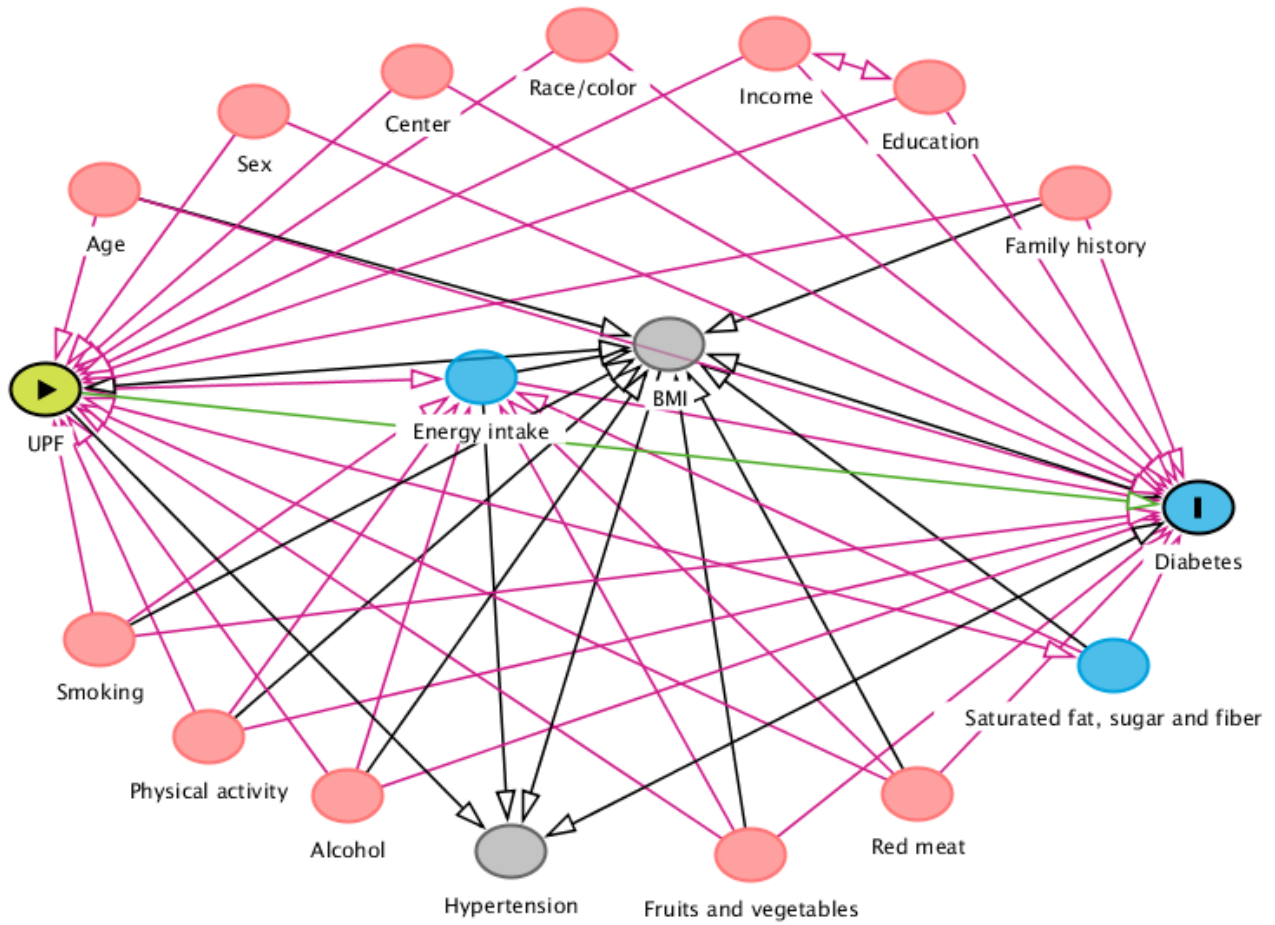 Race/color
Income
Center
Education
Sex
Age
Family history
BMI
Energy intake
UPF
Diabetes
Smoking
Saturated fat, sugar and fiber
Physical activity
Alcohol
Red meat
Hypertension
Fruits and vegetables